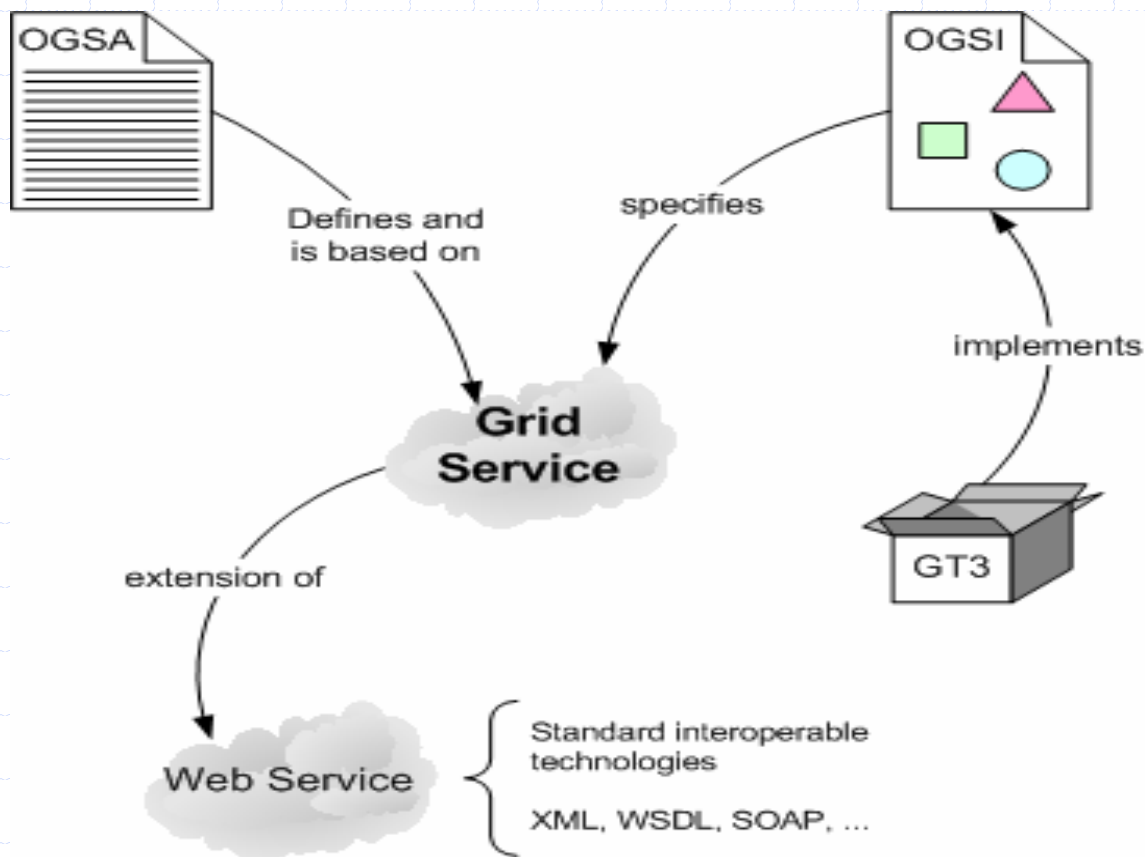 OGSA
OGSI
Defines and
is based on
specifies
implements
Grid
Service
GT3
extension of
Web Service
Standard interoperable
technologies
XML, WSDL, SOAP, ...